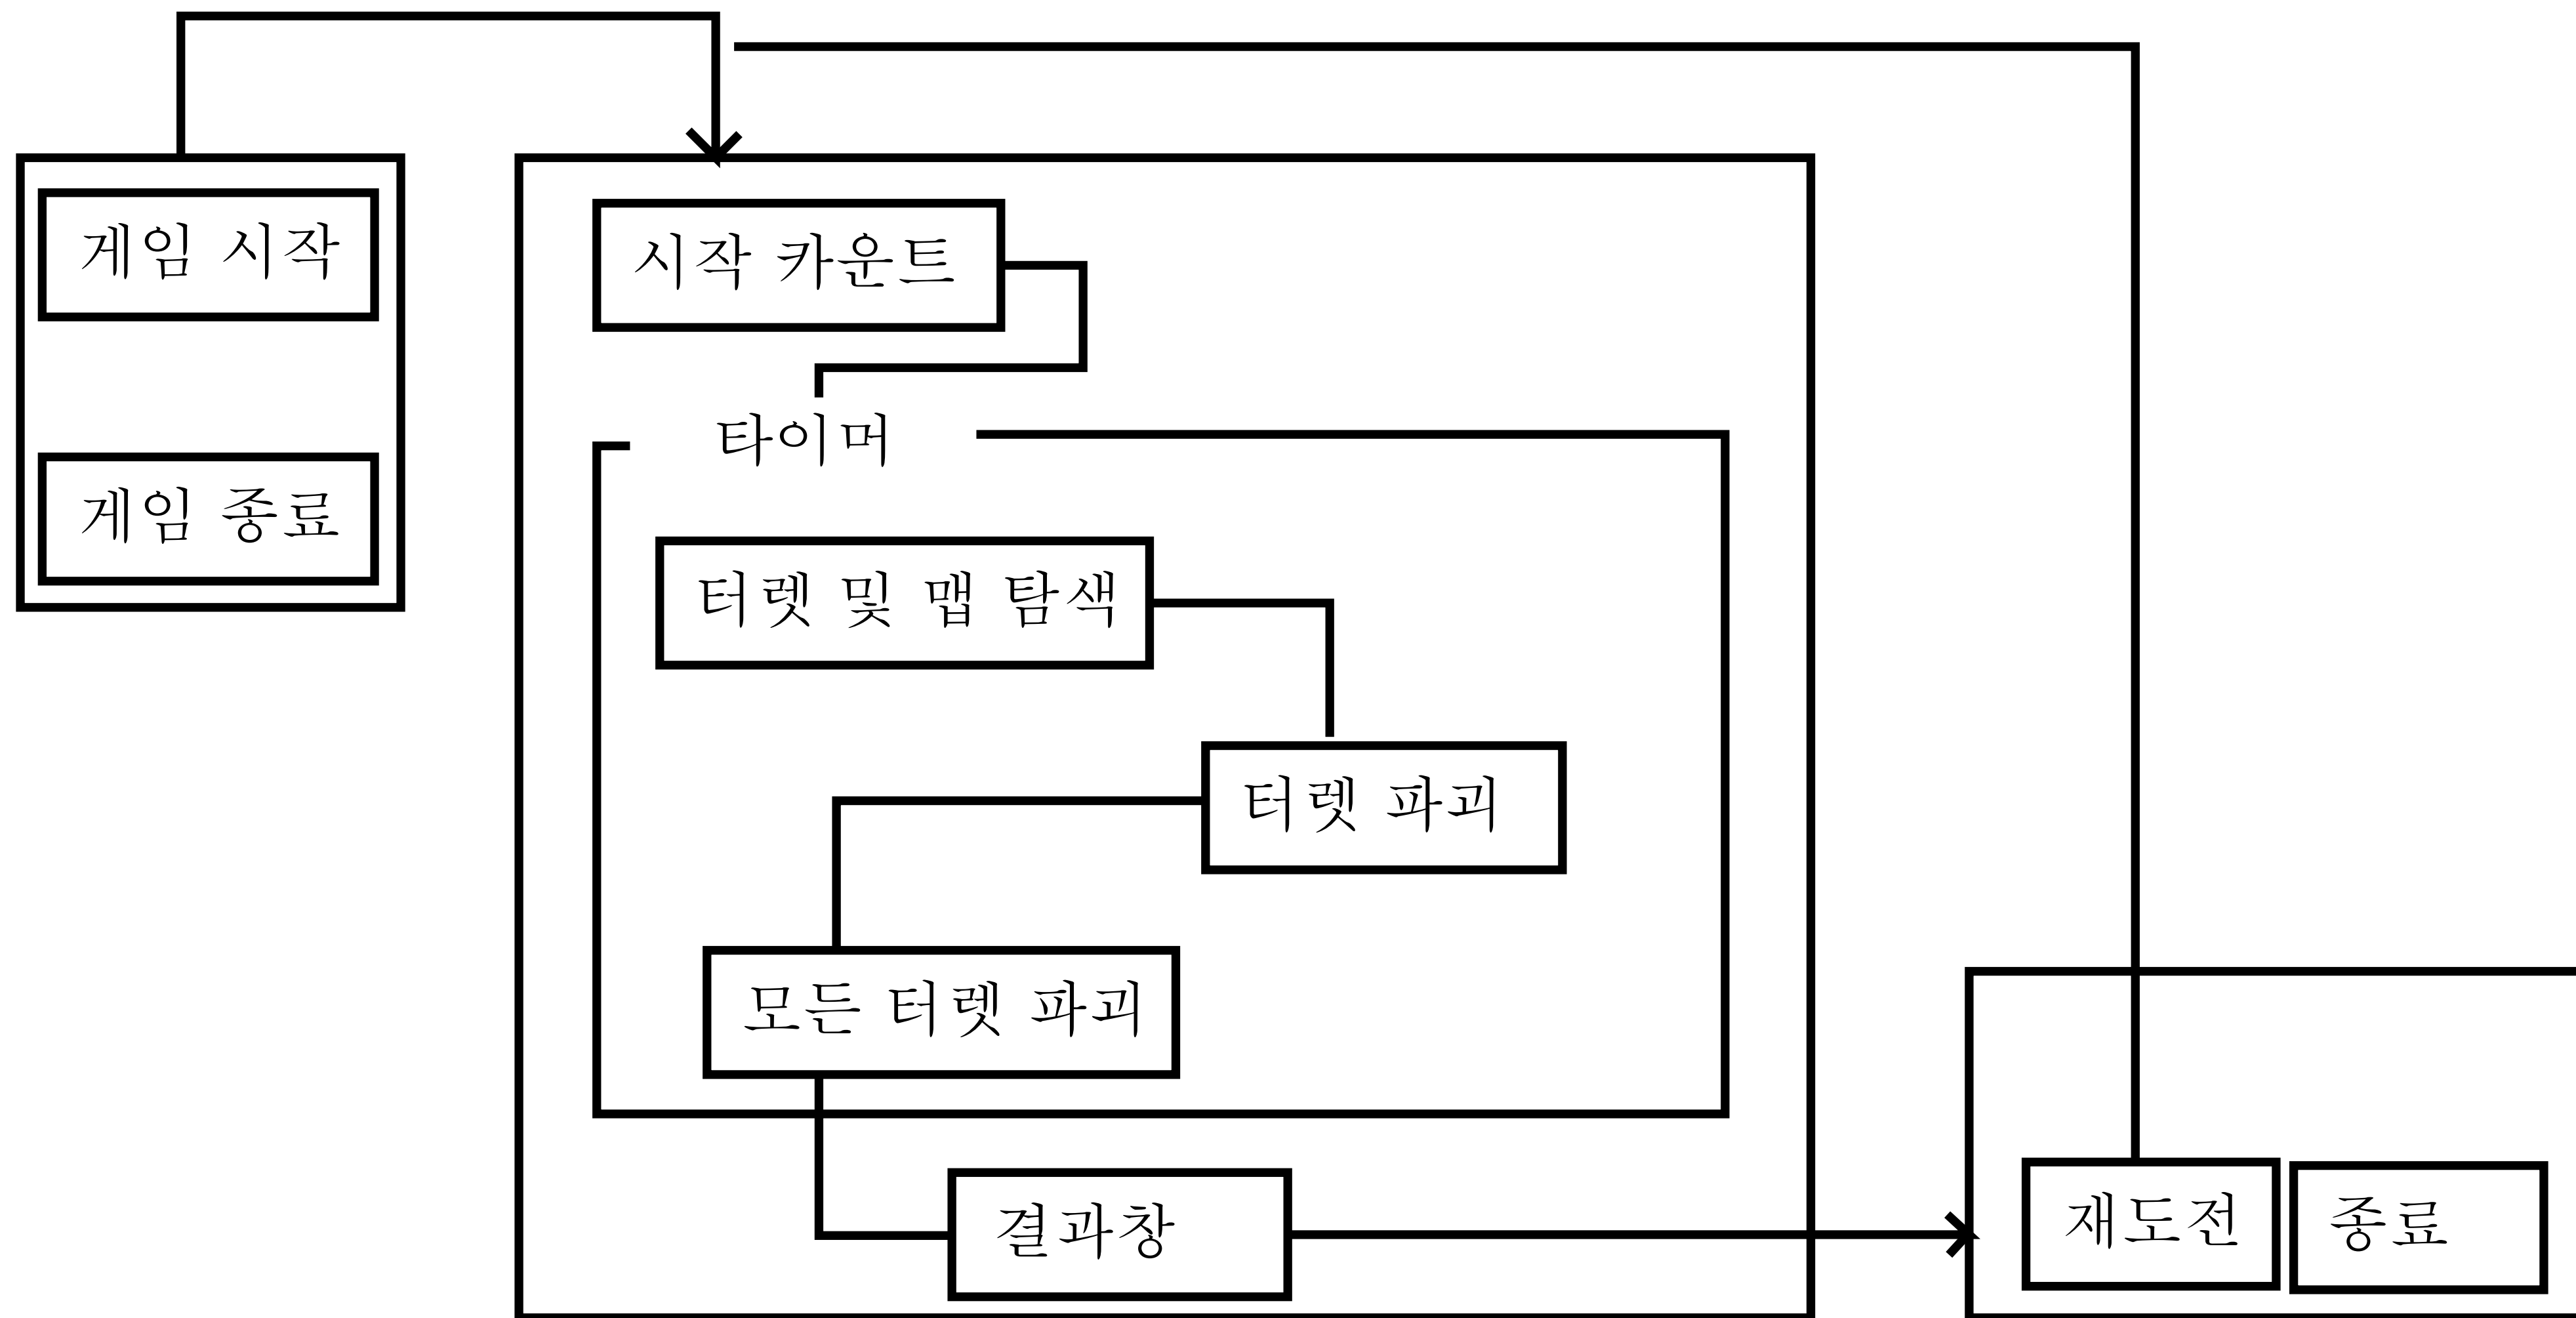 게임 시작
게임 종료
시작 카운트
타이머
터렛 및 맵 탐색
터렛 파괴
모든 터렛 파괴
결과창
재도전
종료